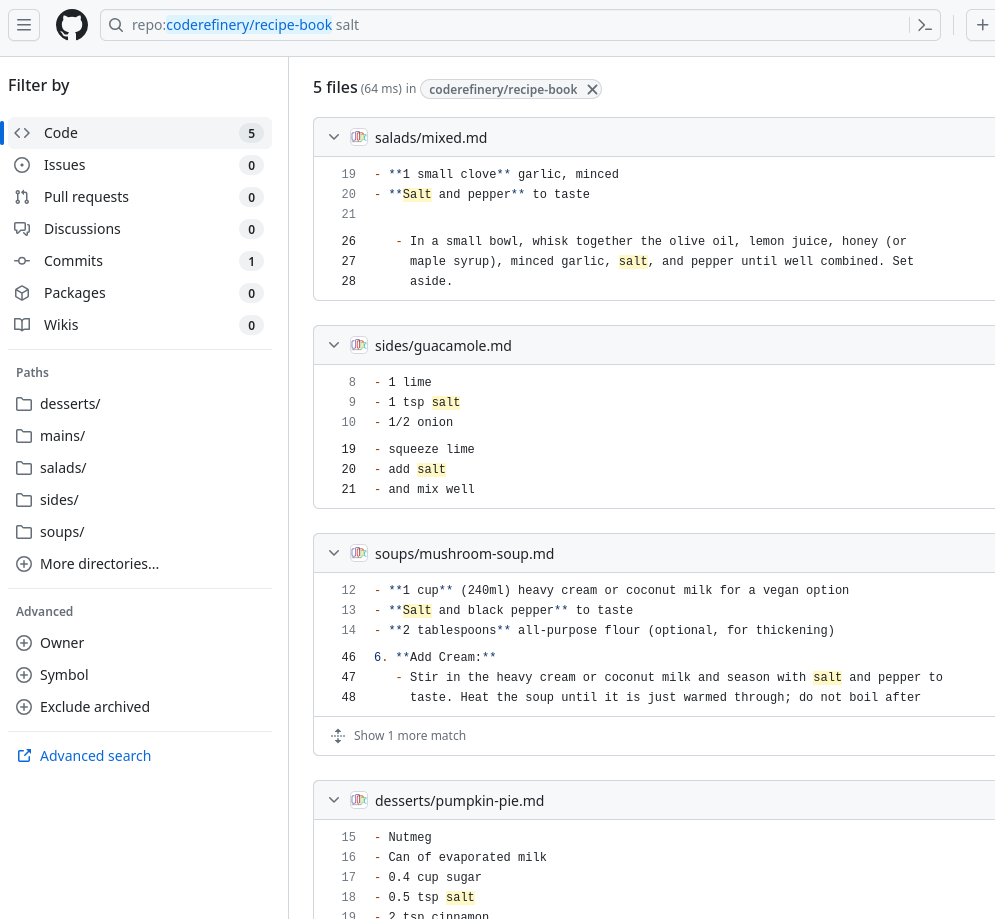 repo:coderefinery/recipe-book salt
Filter by
Code 5
Issues 0
Pull requests 0
Discussions 0
Commits 1
Packages 0
Wikis 0
Paths
desserts/
mains/
salads/
sides/
soups/
More directories...
Advanced
Owner
Symbol
Exclude archived
Advanced search
5 files (64 ms) in coderefinery/recipe-book
salads/mixed.md
19 - **1 small clove** garlic, minced
20 - **Salt and pepper** to taste
21
26 - In a small bowl, whisk together the olive oil, lemon juice, honey (or
27 maple syrup), minced garlic, salt, and pepper until well combined. Set
28 aside.
sides/guacamole.md
8 - 1 lime
9 - 1 tsp salt
10 - 1/2 onion
19 - squeeze lime
20 - add salt
21 - and mix well
soups/mushroom-soup.md
12 - **1 cup** (240ml) heavy cream or coconut milk for a vegan option
13 - **Salt and black pepper** to taste
14 - **2 tablespoons** all-purpose flour (optional, for thickening)
46 6. **Add Cream:**
47 - Stir in the heavy cream or coconut milk and season with salt and pepper to
48 taste. Heat the soup until it is just warmed through; do not boil after
Show 1 more match
desserts/pumpkin-pie.md
15 - Nutmeg
16 - Can of evaporated milk
17 - 0.4 cup sugar
18 - 0.5 tsp salt
19 - 2 tsp cinnamon